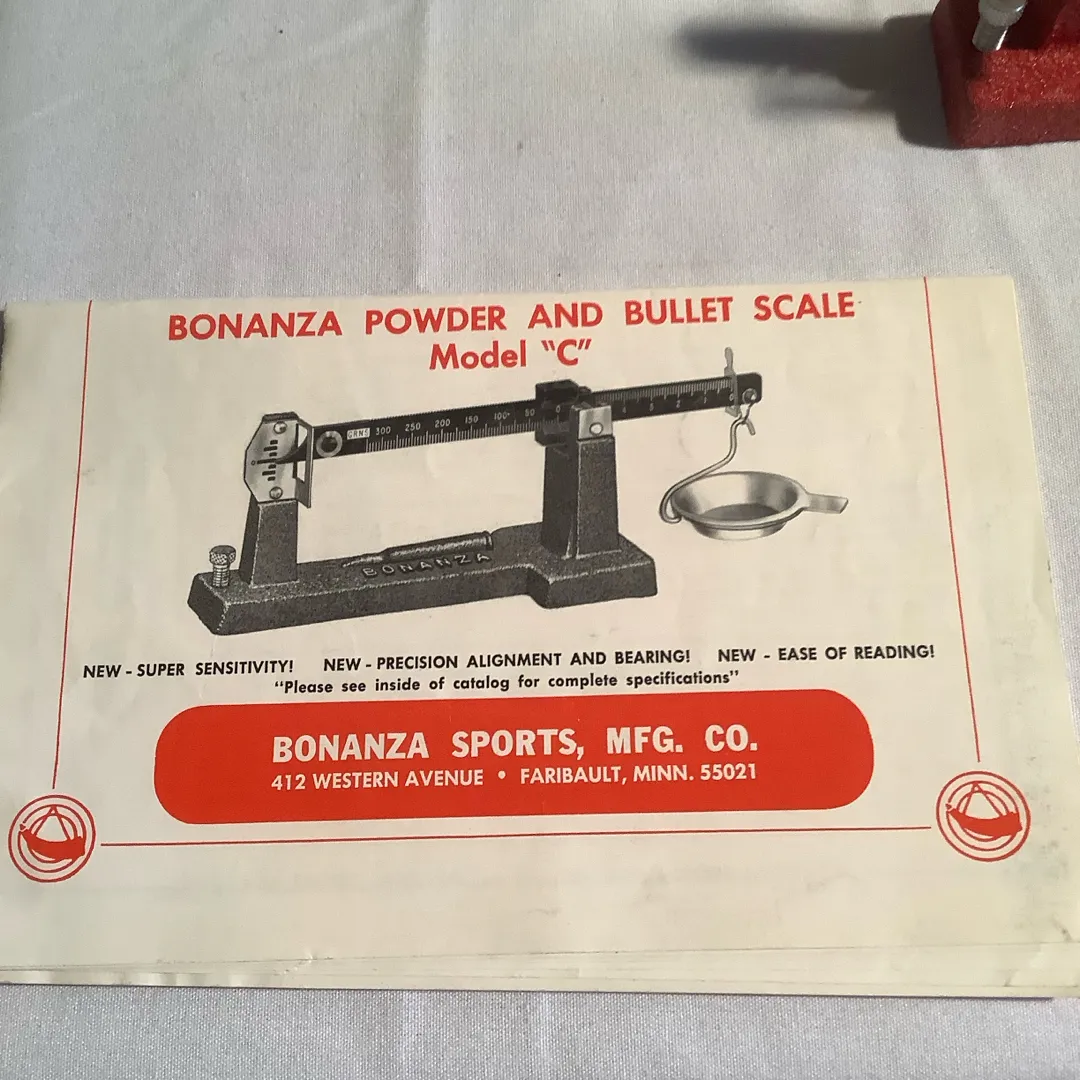 BONANZA POWDER AND BULLET SCALE
Model "C"
GRNS 300 250 200 150 100 50 0
BONANZA
NEW - SUPER SENSITIVITY! NEW - PRECISION ALIGNMENT AND BEARING! NEW - EASE OF READING!
"Please see inside of catalog for complete specifications"
BONANZA SPORTS, MFG. CO.
412 WESTERN AVENUE • FARIBAULT, MINN. 55021